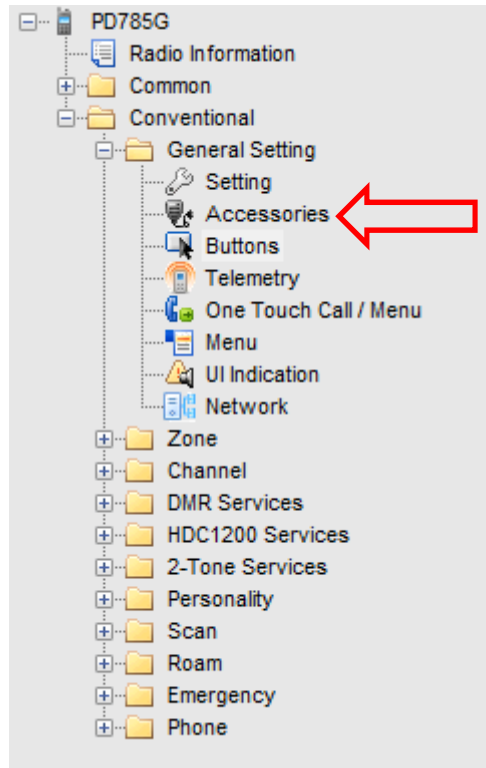 PD785G
Radio Information
Common
Conventional
General Setting
Setting
Accessories
Buttons
Telemetry
One Touch Call / Menu
Menu
UI Indication
Network
Zone
Channel
DMR Services
HDC1200 Services
2-Tone Services
Personality
Scan
Roam
Emergency
Phone